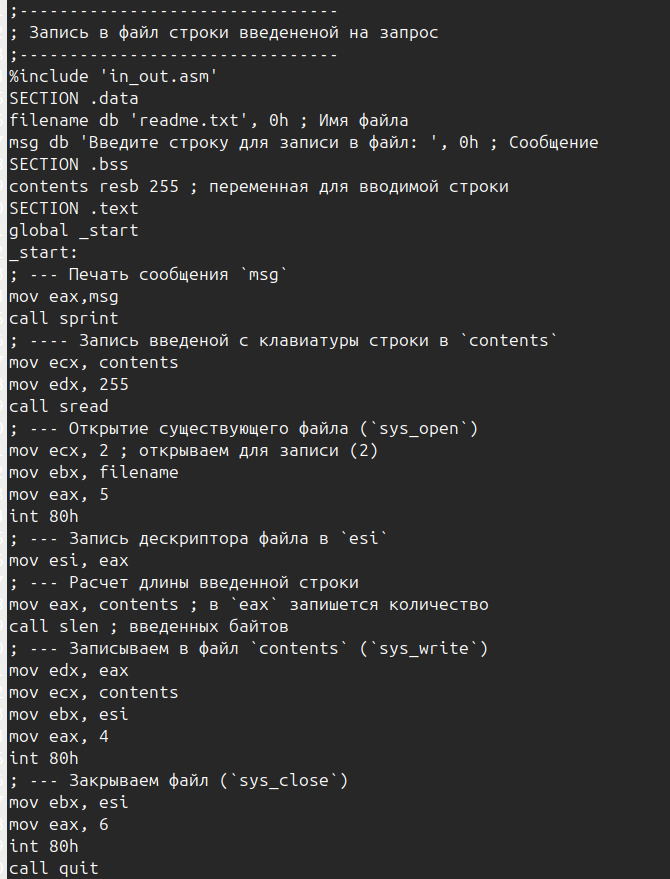 ;--------------------------------
; Запись в файл строки введененой на запрос
;--------------------------------
%include 'in_out.asm'
SECTION .data
filename db 'readme.txt', 0h ; Имя файла
msg db 'Введите строку для записи в файл: ', 0h ; Сообщение
SECTION .bss
contents resb 255 ; переменная для вводимой строки
SECTION .text
global _start
_start:
; --- Печать сообщения `msg`
mov eax,msg
call sprint
; ---- Запись введеной с клавиатуры строки в `contents`
mov ecx, contents
mov edx, 255
call sread
; --- Открытие существующего файла (`sys_open`)
mov ecx, 2 ; открываем для записи (2)
mov ebx, filename
mov eax, 5
int 80h
; --- Запись дескриптора файла в `esi`
mov esi, eax
; --- Расчет длины введенной строки
mov eax, contents ; в `eax` запишется количество
call slen ; введенных байтов
; --- Записываем в файл `contents` (`sys_write`)
mov edx, eax
mov ecx, contents
mov ebx, esi
mov eax, 4
int 80h
; --- Закрываем файл (`sys_close`)
mov ebx, esi
mov eax, 6
int 80h
call quit